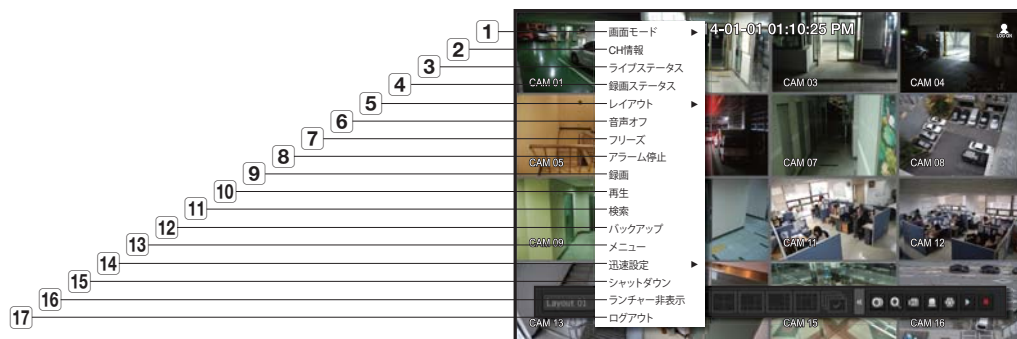 1 画面モード ▶
2 CH情報
3 ライブステータス
4 録画ステータス
5 レイアウト ▶
6 音声オフ
7 フリーズ
8 アラーム停止
9 録画
10 再生
11 検索
12 バックアップ
13 メニュー
14 迅速設定 ▶
15 シャットダウン
16 ランチャー非表示
17 ログアウト
14-01-01 01:10:25 PM
LOG ON
CAM 01
CAM 03
CAM 04
CAM 05
CAM 07
CAM 08
CAM 09
CAM 11
CAM 12
Layout 01
CAM 13
CAM 15
CAM 16